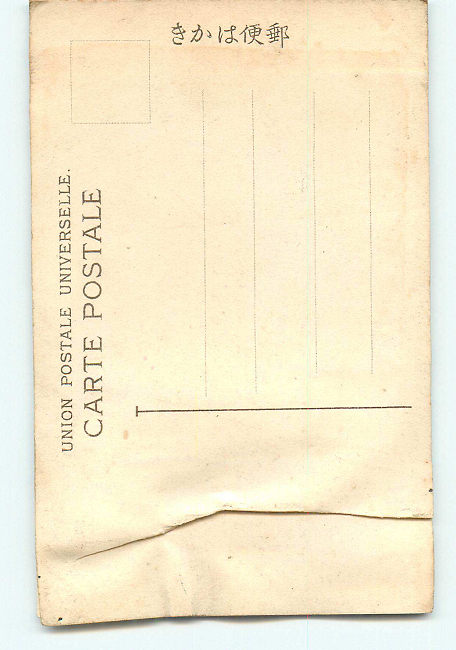 郵便はかき
UNION POSTALE UNIVERSELLE.
CARTE POSTALE